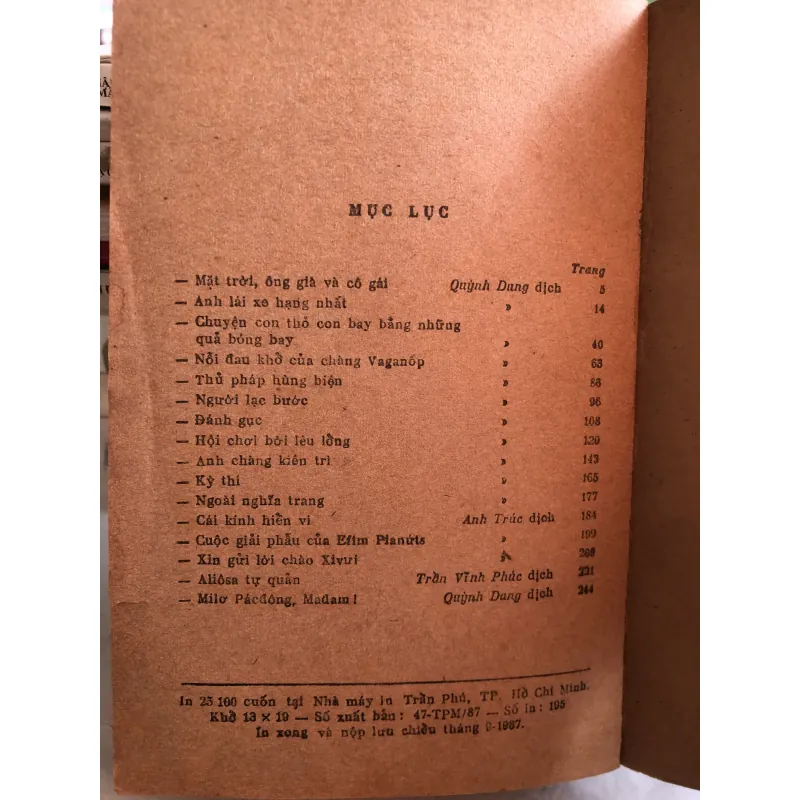 MỤC LỤC
Trang
— Mặt trời, ông già và cô gái Quỳnh Dung dịch 5
— Anh lái xe hạng nhất » 14
— Chuyện con thỏ con bay bằng những
quả bóng bay » 40
— Nỗi đau khổ của chàng Vaganốp » 63
— Thủ pháp hùng biện » 86
— Người lạc bước » 96
— Đánh gục » 108
— Hội chơi bời lêu lổng » 120
— Anh chàng kiên trì » 143
— Kỳ thi » 165
— Ngoài nghĩa trang » 177
— Cái kính hiển vi Anh Trúc dịch 184
— Cuộc giải phẫu của Efim Pianứts » 199
— Xin gửi lời chào Xivưi » 208
— Aliôsa tự quản Trần Vĩnh Phúc dịch 221
— Milơ Pácđông, Mađam! Quỳnh Dung dịch 244
In 25 100 cuốn tại Nhà máy in Trần Phú, TP. Hồ Chí Minh.
Khổ 13 × 19 — Số xuất bản: 47-TPM/87 — Số in: 195
In xong và nộp lưu chiểu tháng -1987.